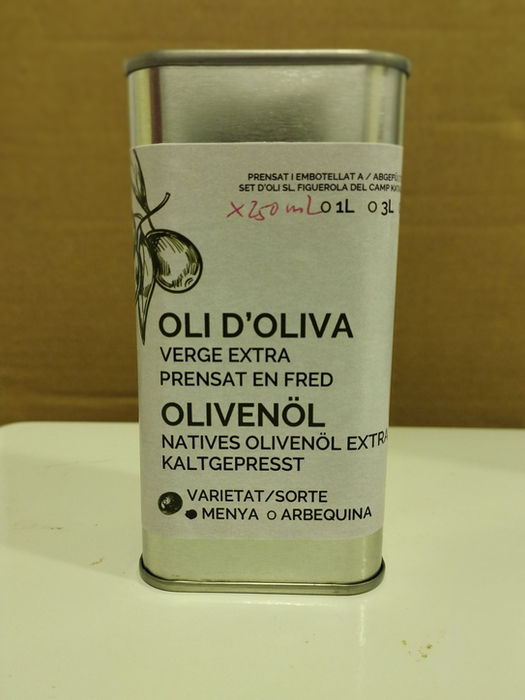 PRENSAT I EMBOTELLAT A / ABGEFÜ
SET D'OLI SL. FIGUEROLA DEL CAMP
X 250 mL O 1L O 3L
OLI D'OLIVA
VERGE EXTRA
PRENSAT EN FRED
OLIVENÖL
NATIVES OLIVENÖL EXTRA
KALTGEPRESST
VARIETAT/SORTE
● MENYA O ARBEQUINA